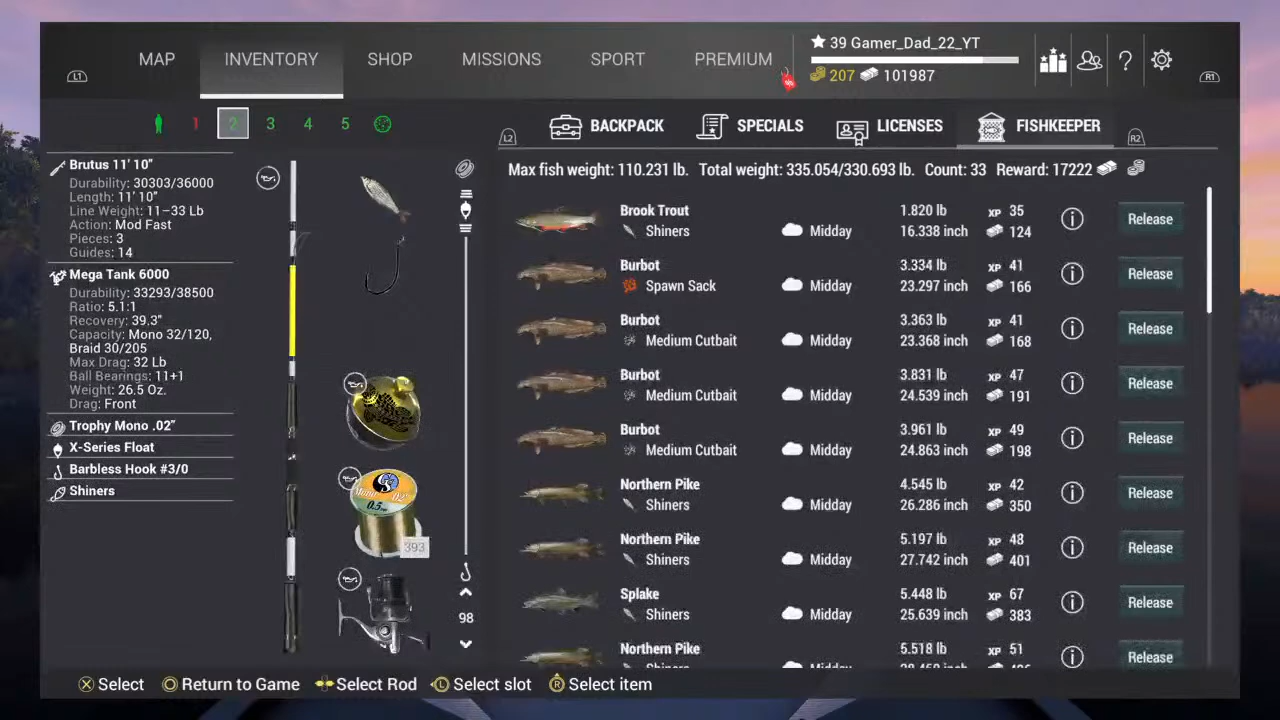 MAP INVENTORY SHOP MISSIONS SPORT PREMIUM
39 Gamer_Dad_22_YT
207 101987
L1 R1
1 2 3 4 5
L2 BACKPACK SPECIALS LICENSES FISHKEEPER R2
Max fish weight: 110.231 lb. Total weight: 335.054/330.693 lb. Count: 33 Reward: 17222
Brutus 11' 10"
Durability: 30303/36000
Length: 11' 10"
Line Weight: 11–33 Lb
Action: Mod Fast
Pieces: 3
Guides: 14
Mega Tank 6000
Durability: 33293/38500
Ratio: 5.1:1
Recovery: 39.3"
Capacity: Mono 32/120,
Braid 30/205
Max Drag: 32 Lb
Ball Bearings: 11+1
Weight: 26.5 Oz.
Drag: Front
Trophy Mono .02"
X-Series Float
Barbless Hook #3/0
Shiners
393
98
Brook Trout 1.820 lb XP 35
Shiners Midday 16.338 inch 124
Release
Burbot 3.334 lb XP 41
Spawn Sack Midday 23.297 inch 166
Release
Burbot 3.363 lb XP 41
Medium Cutbait Midday 23.368 inch 168
Release
Burbot 3.831 lb XP 47
Medium Cutbait Midday 24.539 inch 191
Release
Burbot 3.961 lb XP 49
Medium Cutbait Midday 24.863 inch 198
Release
Northern Pike 4.545 lb XP 42
Shiners Midday 26.286 inch 350
Release
Northern Pike 5.197 lb XP 48
Shiners Midday 27.742 inch 401
Release
Splake 5.448 lb XP 67
Shiners Midday 25.639 inch 383
Release
Northern Pike 5.518 lb XP 51
Shiners Midday
Release
Select Return to Game Select Rod L Select slot R Select item